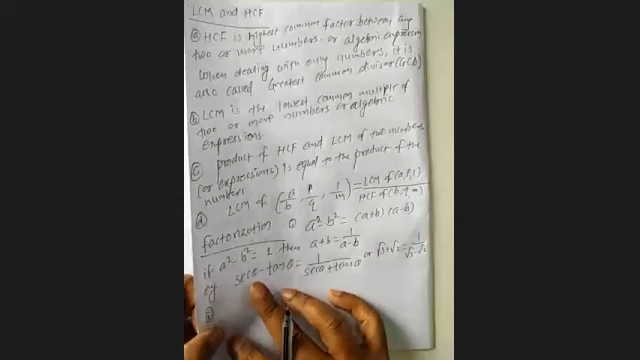 LCM and HCF
(a) HCF is highest common factor between any
two or more numbers or algebric expression
when dealing with only numbers, it is
also called Greatest common divisor (GCD)
(b) LCM is the lowest common multiple of
two or more numbers or algebric
expressions.
(c) product of HCF and LCM of two numbers
(or expressions) is equal to the product of the
numbers
(d) LCM of (a/b, p/q, l/m) = LCM of (a, p, l) / HCF of (b, q, m)
Factorization - (1) a²-b² = (a+b)(a-b)
if a²-b² = 1 then a+b = 1/(a-b)
eg secθ-tanθ = 1/(secθ+tanθ) or √3+√2 = 1/(√3-√2)